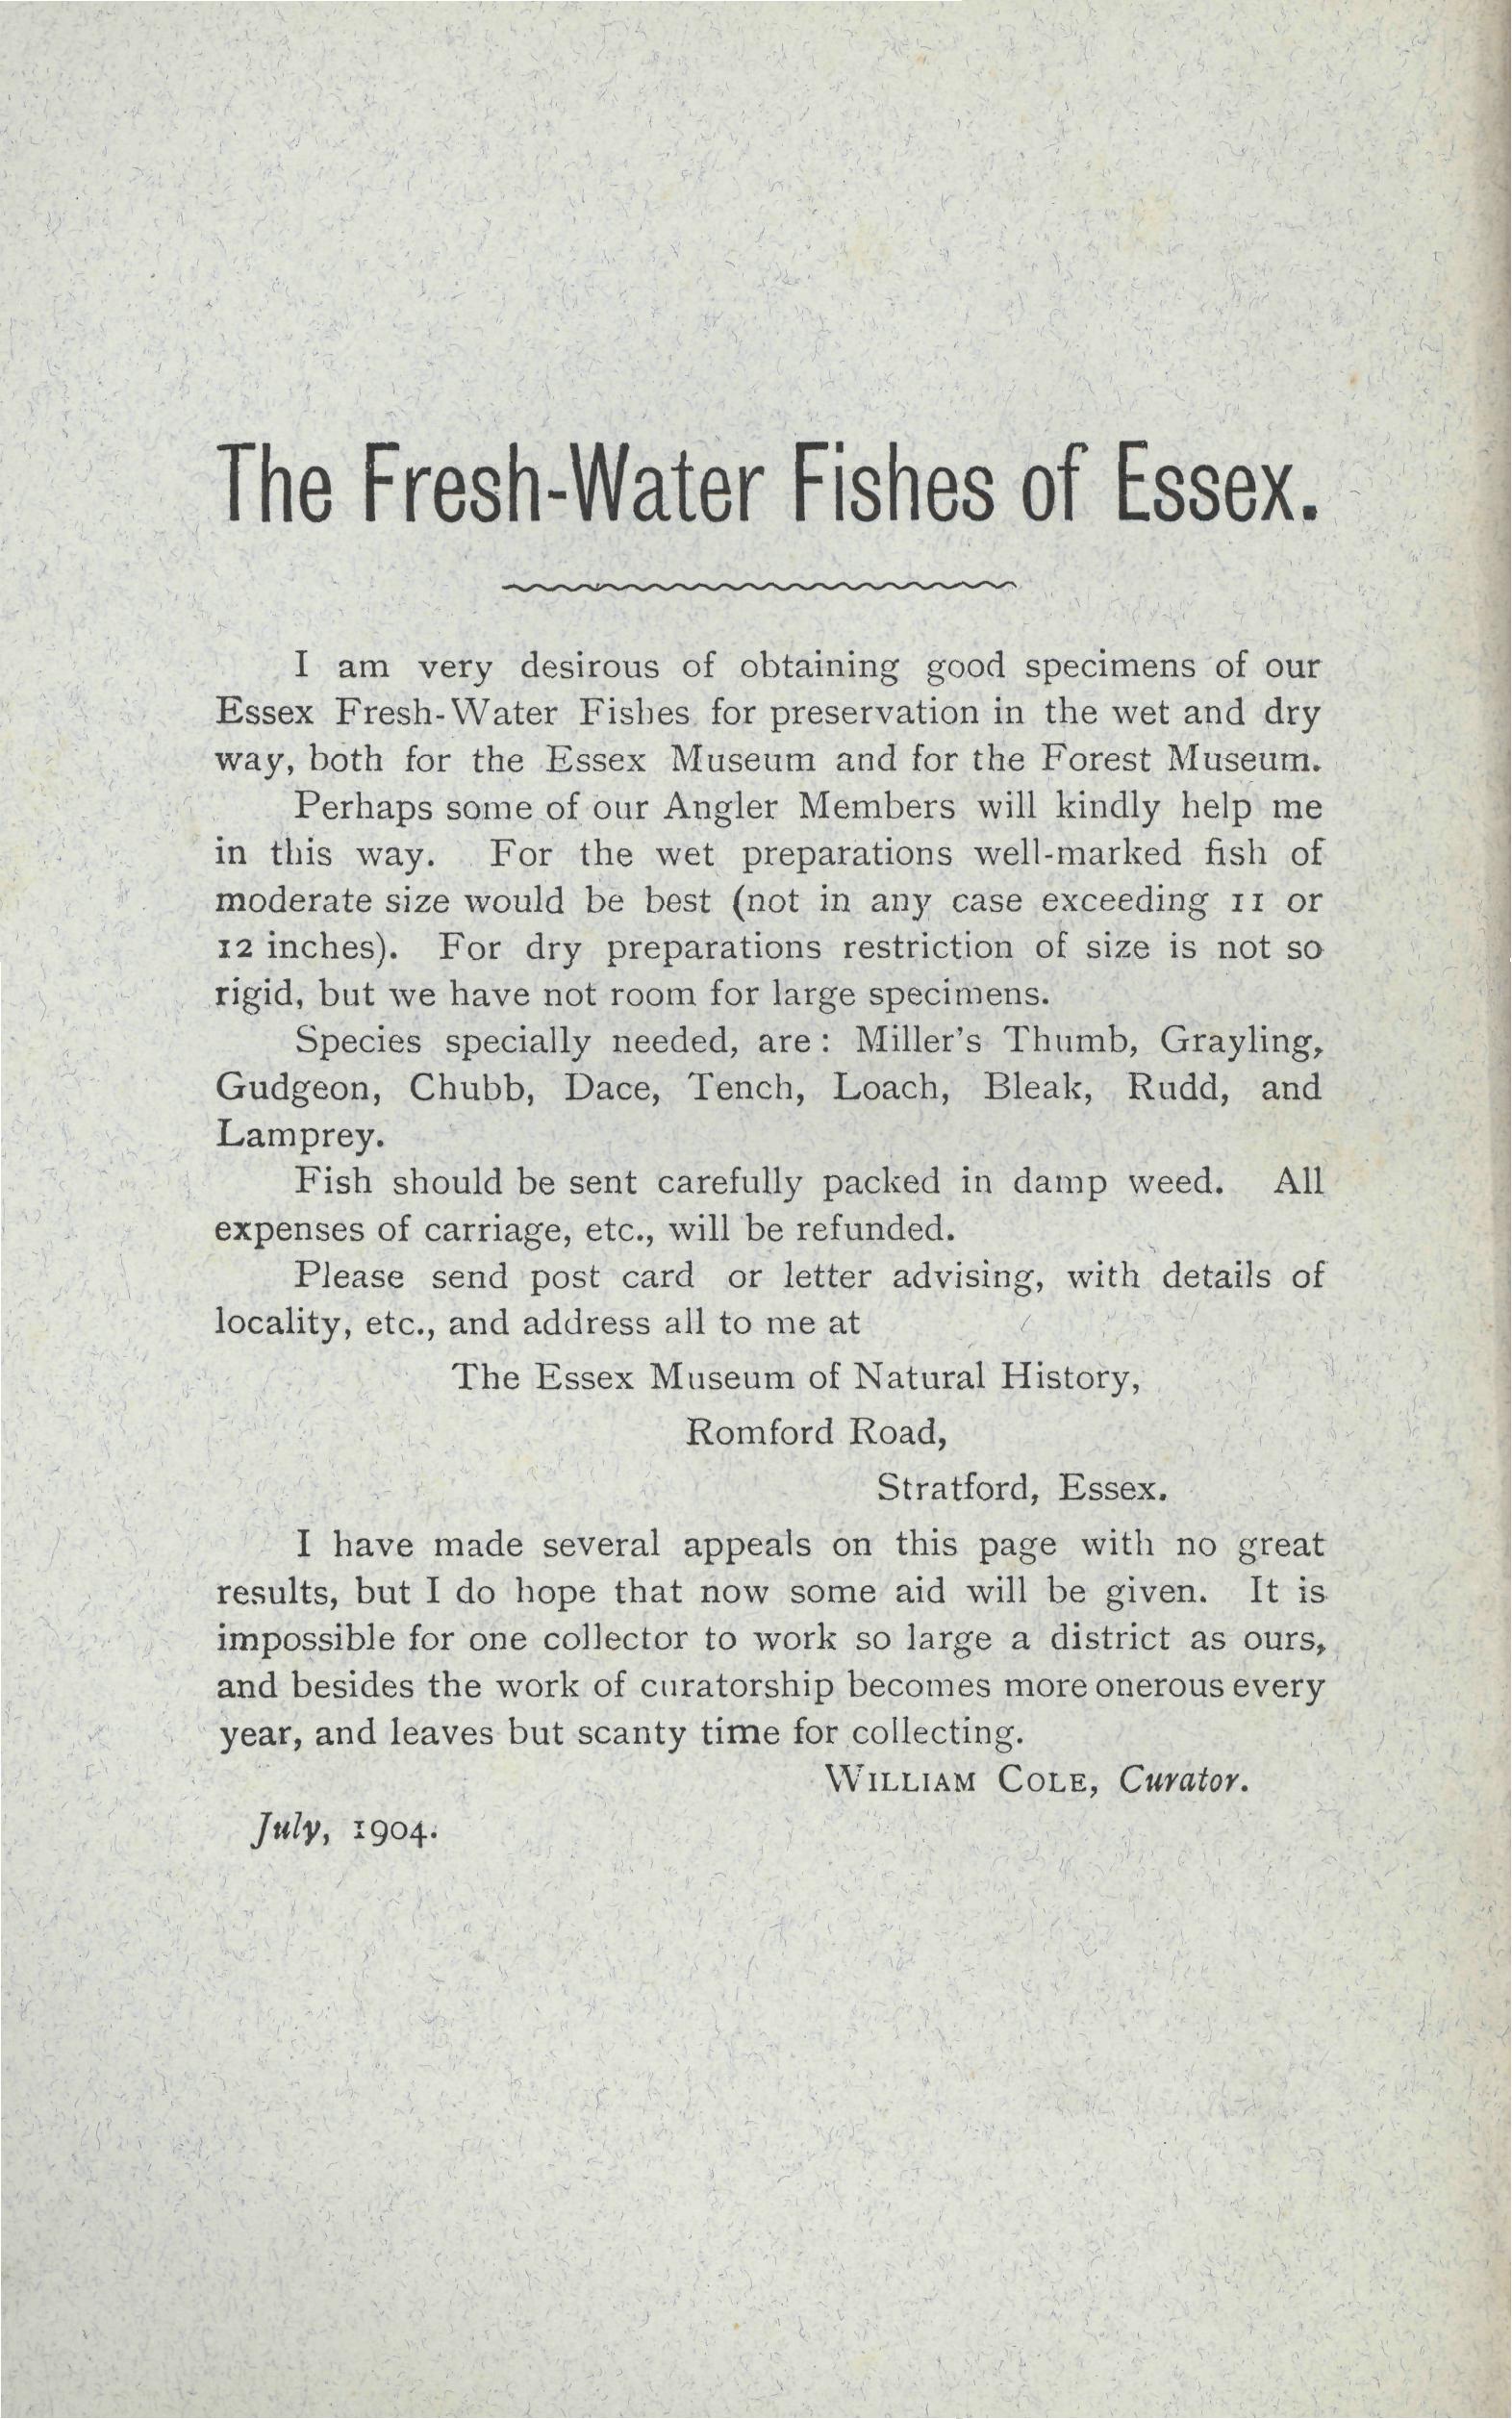 The Fresh-Water Fishes of Essex.
I am very desirous of obtaining good specimens of our
Essex Fresh-Water Fishes for preservation in the wet and dry
way, both for the Essex Museum and for the Forest Museum.
Perhaps some of our Angler Members will kindly help me
in this way. For the wet preparations well-marked fish of
moderate size would be best (not in any case exceeding 11 or
12 inches). For dry preparations restriction of size is not so
rigid, but we have not room for large specimens.
Species specially needed, are : Miller's Thumb, Grayling,
Gudgeon, Chubb, Dace, Tench, Loach, Bleak, Rudd, and
Lamprey.
Fish should be sent carefully packed in damp weed. All
expenses of carriage, etc., will be refunded.
Please send post card or letter advising, with details of
locality, etc., and address all to me at
The Essex Museum of Natural History,
Romford Road,
Stratford, Essex.
I have made several appeals on this page with no great
results, but I do hope that now some aid will be given. It is
impossible for one collector to work so large a district as ours,
and besides the work of curatorship becomes more onerous every
year, and leaves but scanty time for collecting.
WILLIAM COLE, Curator.
July, 1904.